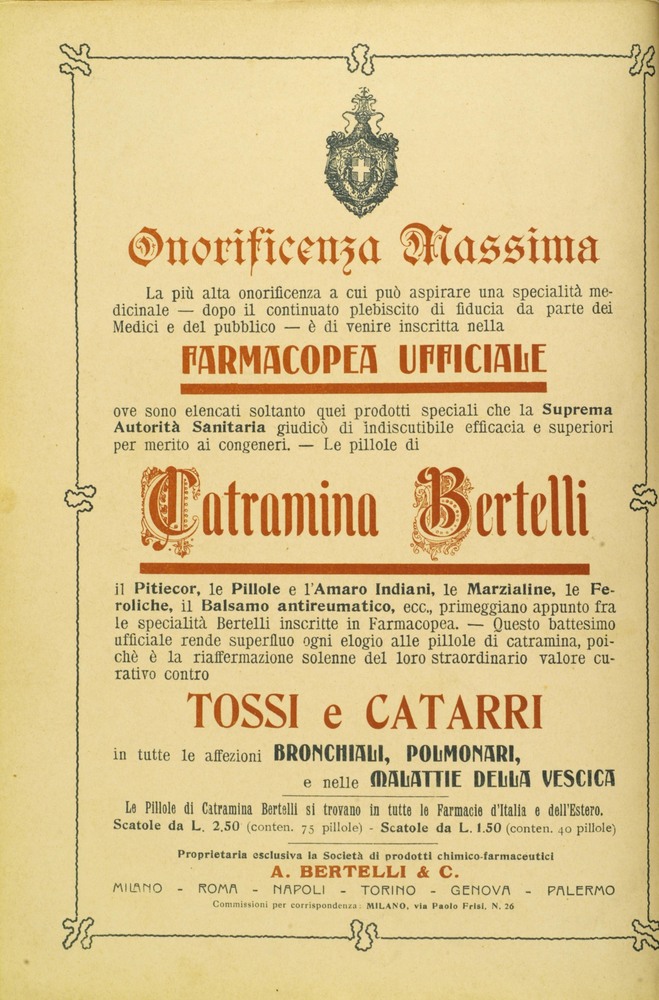 Onorificenza Massima
La più alta onorificenza a cui può aspirare una specialità me-
dicinale — dopo il continuato plebiscito di fiducia da parte dei
Medici e del pubblico — è di venire inscritta nella
FARMACOPEA UFFICIALE
ove sono elencati soltanto quei prodotti speciali che la Suprema
Autorità Sanitaria giudicò di indiscutibile efficacia e superiori
per merito ai congeneri. — Le pillole di
Catramina Bertelli
il Pitiecor, le Pillole e l'Amaro Indiani, le Marzialine, le Fe-
roliche, il Balsamo antireumatico, ecc., primeggiano appunto fra
le specialità Bertelli inscritte in Farmacopea. — Questo battesimo
ufficiale rende superfluo ogni elogio alle pillole di catramina, poi-
chè è la riaffermazione solenne del loro straordinario valore cu-
rativo contro
TOSSI e CATARRI
in tutte le affezioni BRONCHIALI, POLMONARI,
e nelle MALATTIE DELLA VESCICA
Le Pillole di Catramina Bertelli si trovano in tutte le Farmacie d'Italia e dell'Estero.
Scatole da L. 2.50 (conten. 75 pillole) - Scatole da L. 1.50 (conten. 40 pillole)
Proprietaria esclusiva la Società di prodotti chimico-farmaceutici
A. BERTELLI & C.
MILANO - ROMA - NAPOLI - TORINO - GENOVA - PALERMO
Commissioni per corrispondenza: MILANO, via Paolo Frisi, N. 26